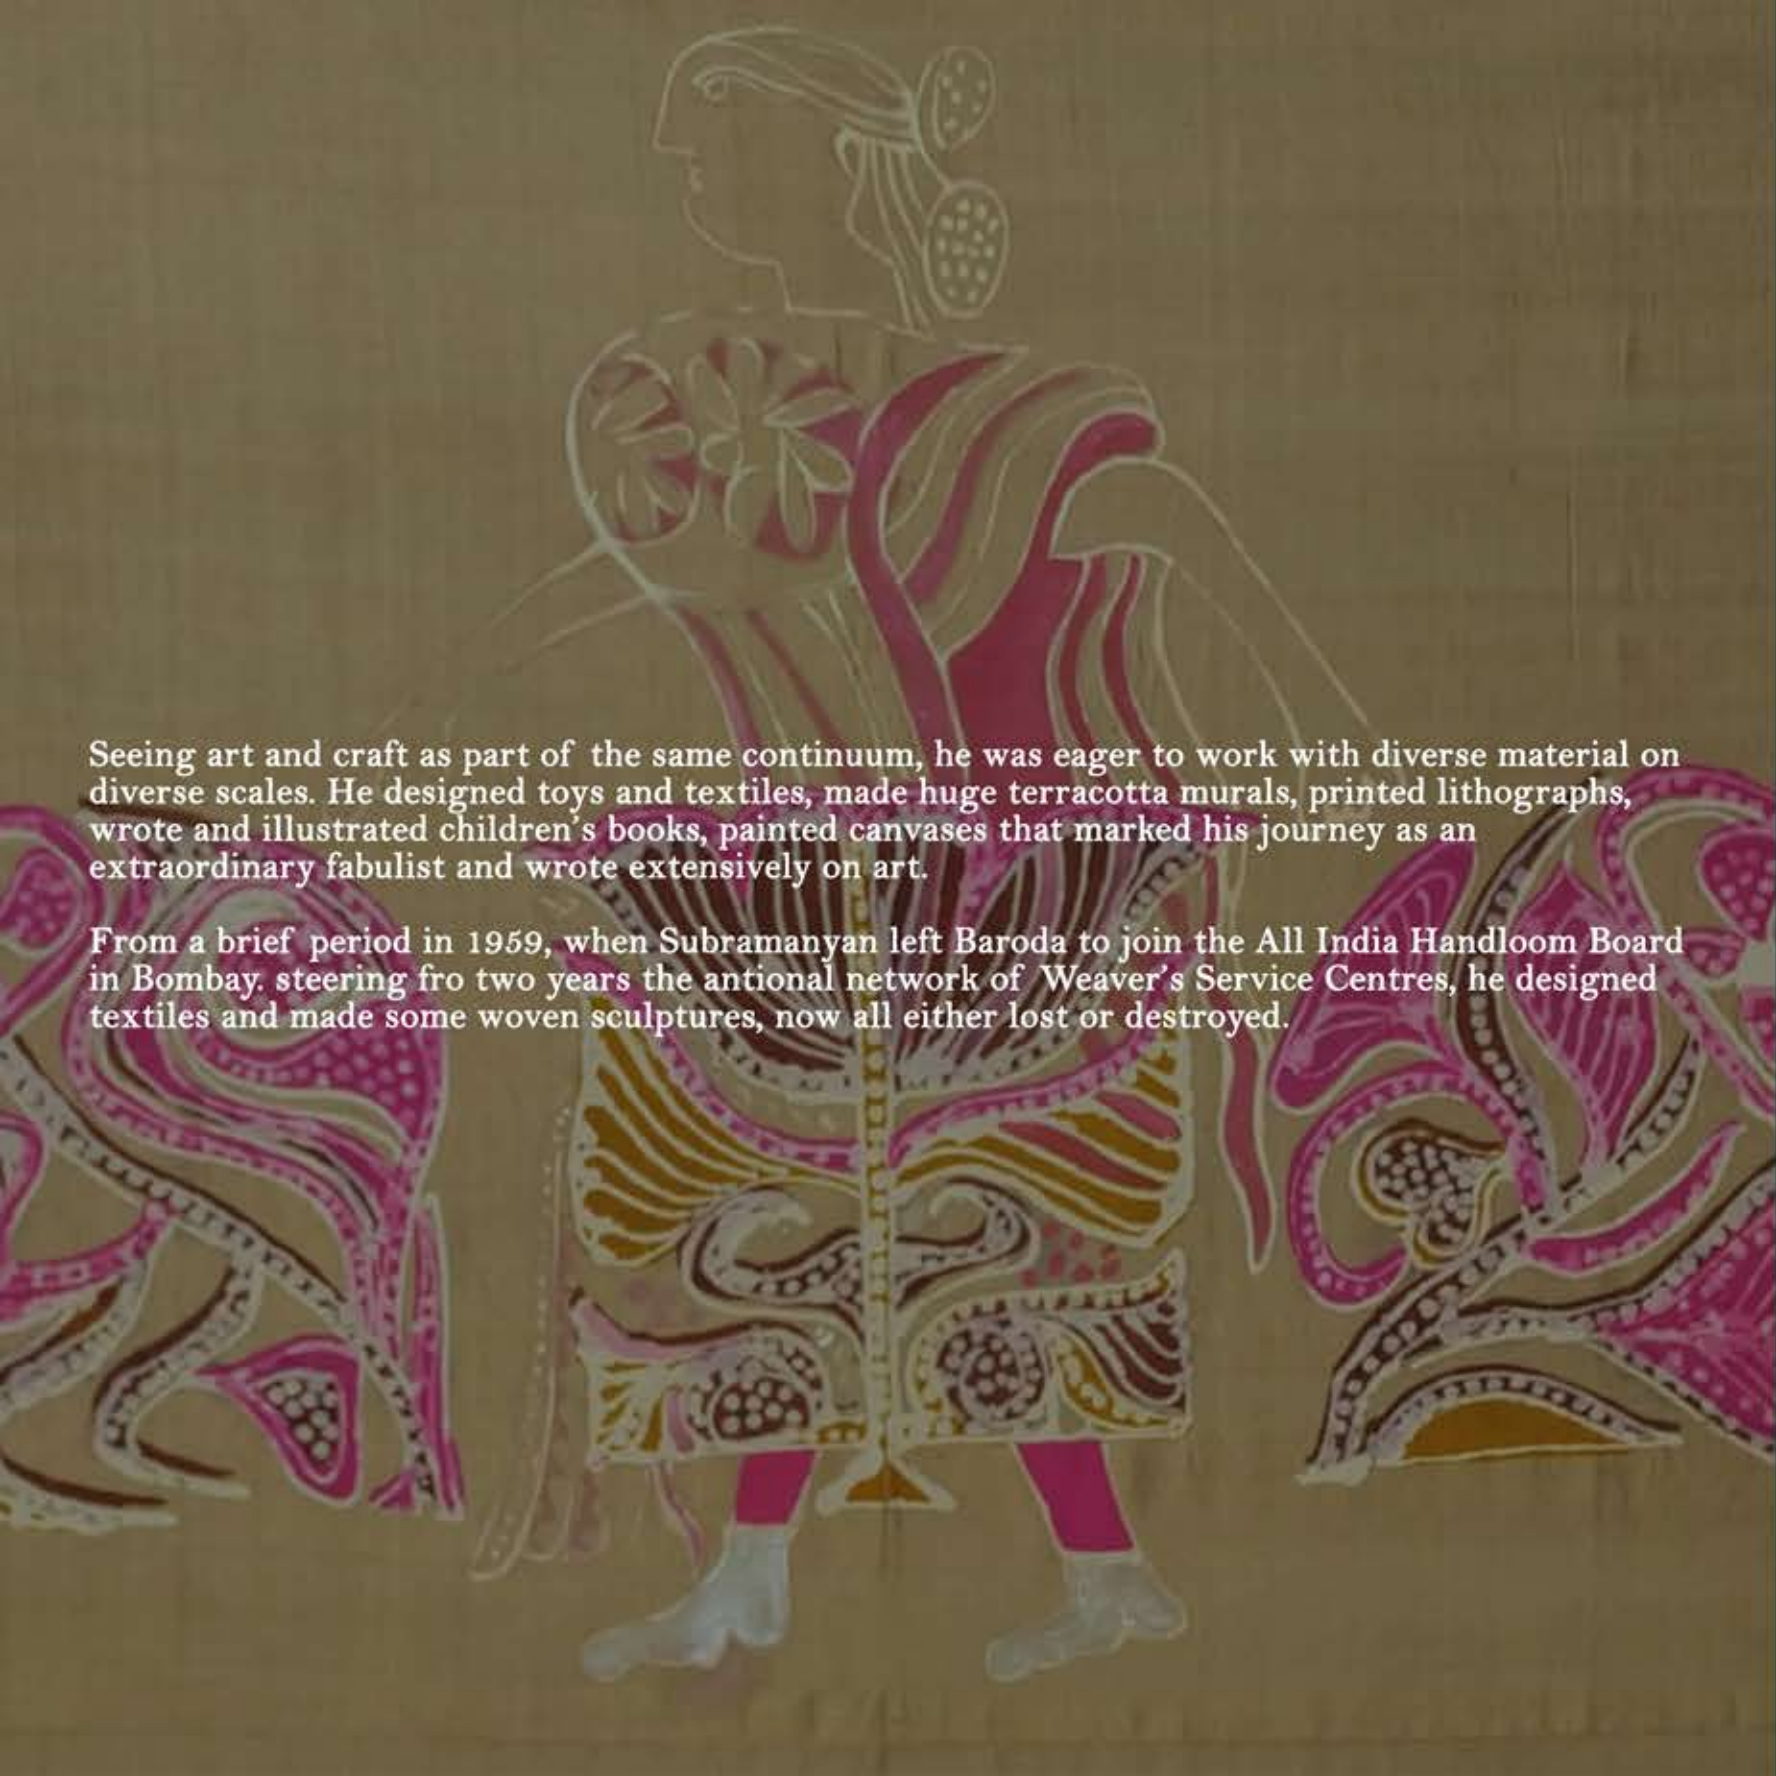 Seeing art and craft as part of the same continuum, he was eager to work with diverse material on
diverse scales. He designed toys and textiles, made huge terracotta murals, printed lithographs,
wrote and illustrated children's books, painted canvases that marked his journey as an
extraordinary fabulist and wrote extensively on art.
From a brief period in 1959, when Subramanyan left Baroda to join the All India Handloom Board
in Bombay. steering fro two years the antional network of Weaver's Service Centres, he designed
textiles and made some woven sculptures, now all either lost or destroyed.